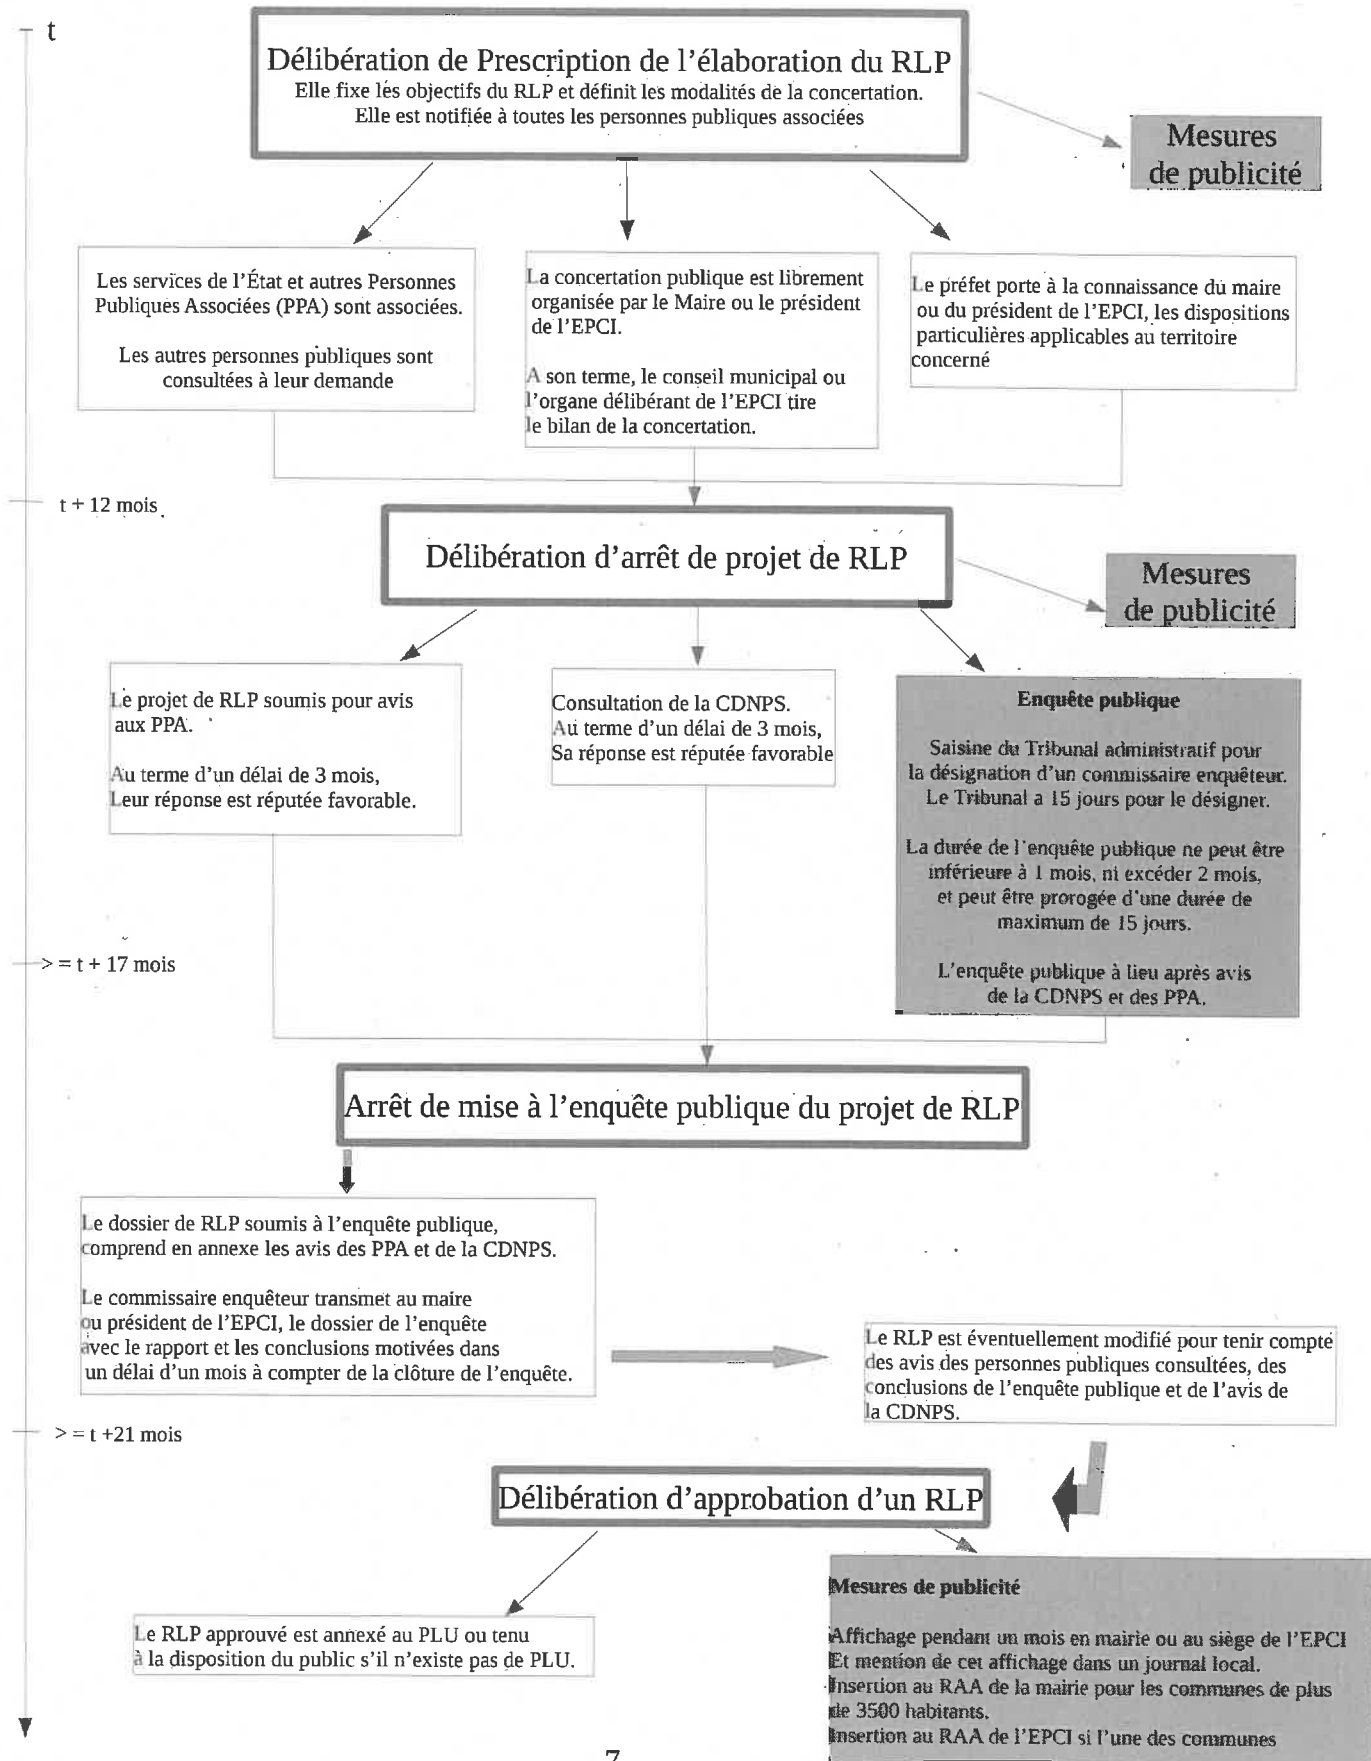 t
Délibération de Prescription de l'élaboration du RLP
Elle fixe lés objectifs du RLP et définit les modalités de la concertation.
Elle est notifiée à toutes les personnes publiques associées
Mesures
de publicité
Les services de l'État et autres Personnes
Publiques Associées (PPA) sont associées.
Les autres personnes publiques sont
consultées à leur demande
La concertation publique est librement
organisée par le Maire ou le président
de l'EPCI.
A son terme, le conseil municipal ou
l'organe délibérant de l'EPCI tire
le bilan de la concertation.
Le préfet porte à la connaissance du maire
ou du président de l'EPCI, les dispositions
particulières applicables au territoire
concerné
t + 12 mois
Délibération d'arrêt de projet de RLP
Mesures
de publicité
Le projet de RLP soumis pour avis
aux PPA.
Au terme d'un délai de 3 mois,
Leur réponse est réputée favorable.
Consultation de la CDNPS.
Au terme d'un délai de 3 mois,
Sa réponse est réputée favorable
Enquête publique
Saisine du Tribunal administratif pour
la désignation d'un commissaire enquêteur.
Le Tribunal a 15 jours pour le désigner.
La durée de l'enquête publique ne peut être
inférieure à 1 mois, ni excéder 2 mois,
et peut être prorogée d'une durée de
maximum de 15 jours.
L'enquête publique à lieu après avis
de la CDNPS et des PPA.
> = t + 17 mois
Arrêt de mise à l'enquête publique du projet de RLP
Le dossier de RLP soumis à l'enquête publique,
comprend en annexe les avis des PPA et de la CDNPS.
Le commissaire enquêteur transmet au maire
ou président de l'EPCI, le dossier de l'enquête
avec le rapport et les conclusions motivées dans
un délai d'un mois à compter de la clôture de l'enquête.
Le RLP est éventuellement modifié pour tenir compte
des avis des personnes publiques consultées, des
conclusions de l'enquête publique et de l'avis de
la CDNPS.
> = t +21 mois
Délibération d'approbation d'un RLP
Le RLP approuvé est annexé au PLU ou tenu
à la disposition du public s'il n'existe pas de PLU.
Mesures de publicité
Affichage pendant un mois en mairie ou au siège de l'EPCI
Et mention de cet affichage dans un journal local.
Insertion au RAA de la mairie pour les communes de plus
de 3500 habitants.
Insertion au RAA de l'EPCI si l'une des communes
7